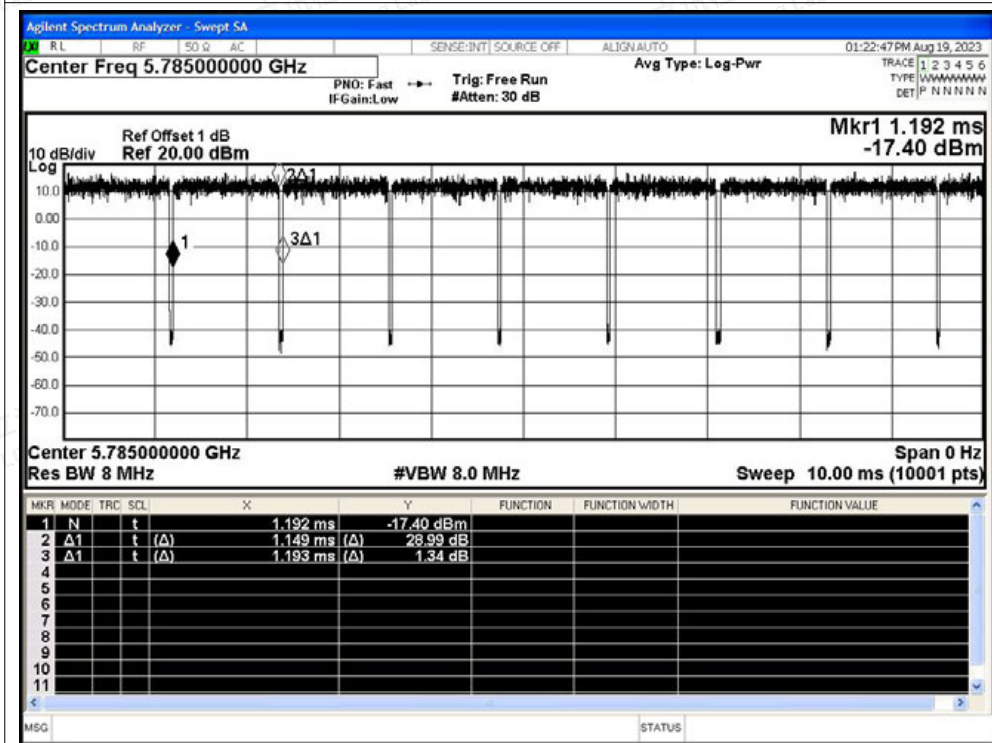 Agilent Spectrum Analyzer - Swept SA
LXI RL RF 50 Ω AC SENSE:INT SOURCE OFF ALIGN AUTO 01:22:47 PM Aug 19, 2023
Center Freq 5.785000000 GHz
PNO: Fast
IFGain:Low
Trig: Free Run
#Atten: 30 dB
Avg Type: Log-Pwr
TRACE 1 2 3 4 5 6
TYPE WWWWWWW
DET P N N N N N
Mkr1 1.192 ms
-17.40 dBm
Ref Offset 1 dB
10 dB/div Ref 20.00 dBm
Log
10.0
0.00
-10.0
-20.0
-30.0
-40.0
-50.0
-60.0
-70.0
2Δ1
1
3Δ1
Center 5.785000000 GHz Span 0 Hz
Res BW 8 MHz #VBW 8.0 MHz Sweep 10.00 ms (10001 pts)
MKR MODE TRC SCL X Y FUNCTION FUNCTION WIDTH FUNCTION VALUE
1 N t 1.192 ms -17.40 dBm
2 Δ1 t (Δ) 1.149 ms (Δ) 28.99 dB
3 Δ1 t (Δ) 1.193 ms (Δ) 1.34 dB
4
5
6
7
8
9
10
11
MSG STATUS